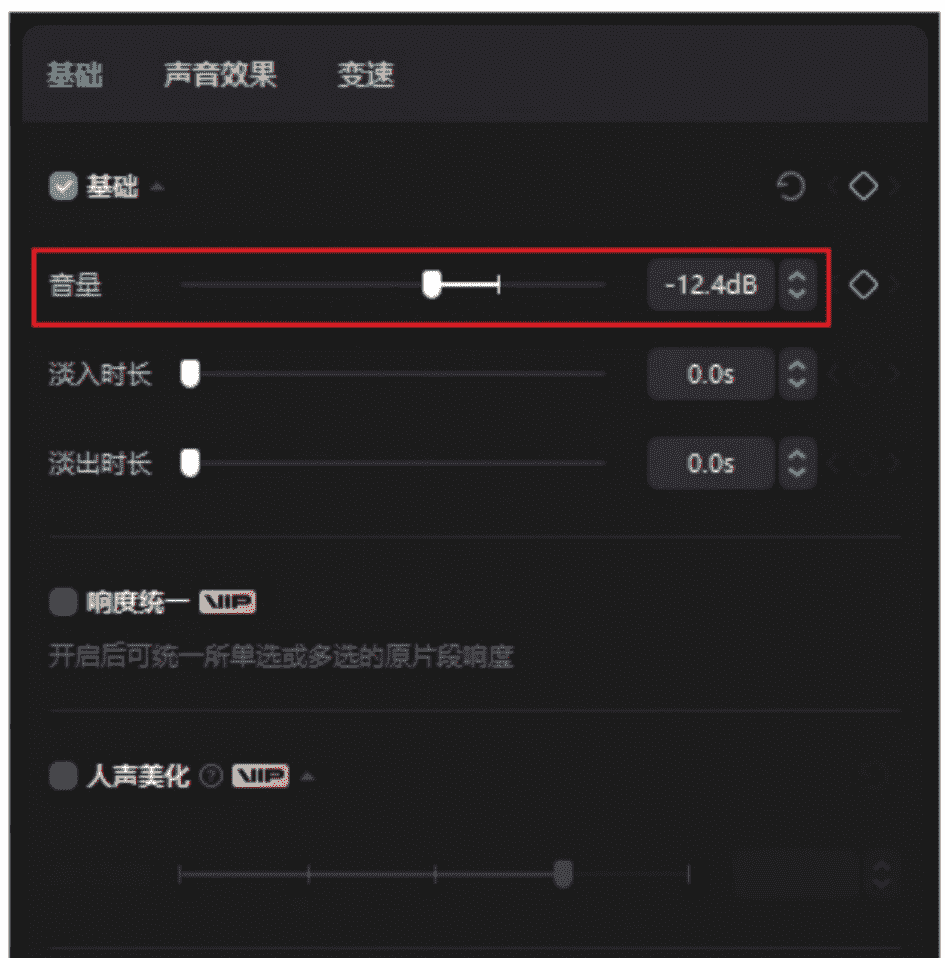 基础 声音效果 变速
基础
音量 -12.4dB
淡入时长 0.0s
淡出时长 0.0s
响度统一 VIP
开启后可统一所单选或多选的原片段响度
人声美化 ? VIP